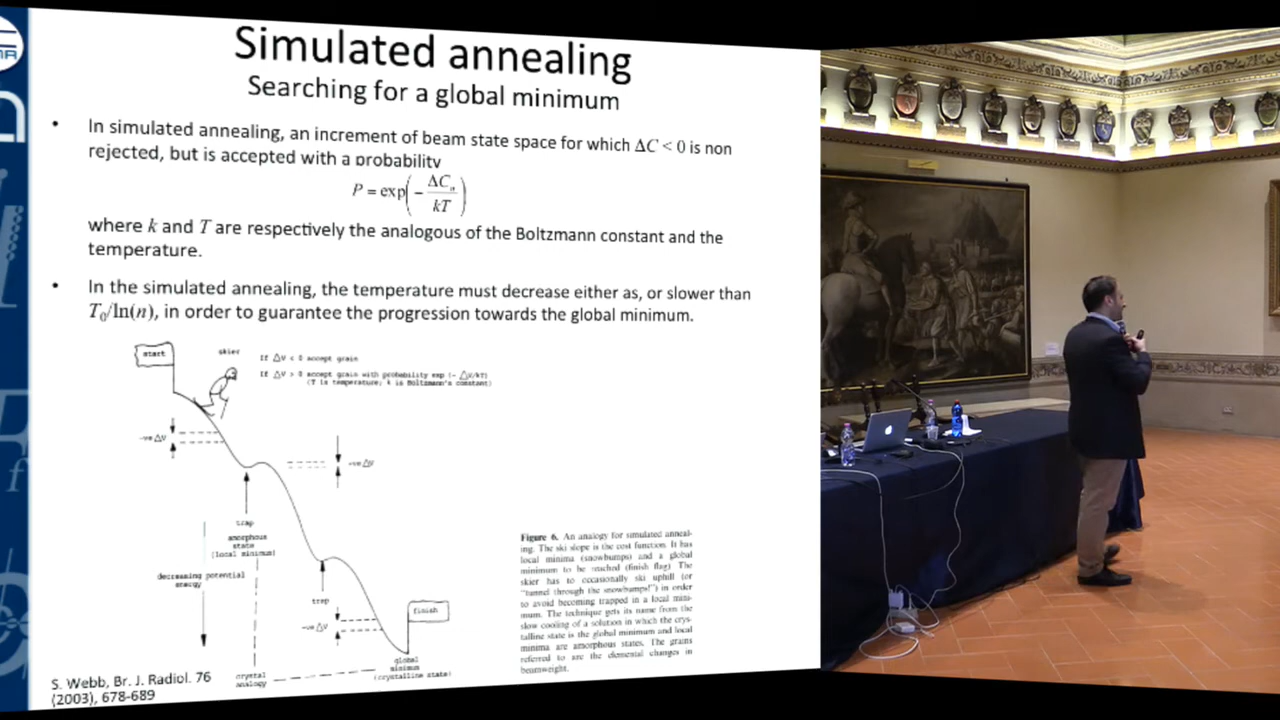 Simulated annealing
Searching for a global minimum
• In simulated annealing, an increment of beam state space for which ΔC < 0 is non
rejected, but is accepted with a probability
P = exp(− ΔCn / kT)
where k and T are respectively the analogous of the Boltzmann constant and the
temperature.
• In the simulated annealing, the temperature must decrease either as, or slower than
T0/ln(n), in order to guarantee the progression towards the global minimum.
start
skier
If ΔV < 0 accept grain
If ΔV > 0 accept grain with probability exp (− ΔV/kT)
(T is temperature; k is Boltzmann's constant)
-ve ΔV
-ve ΔV
trap
amorphous
state
(local minimum)
decreasing potential
energy
trap
-ve ΔV
finish
global
minimum
(crystalline state)
crystal
analogy
Figure 6. An analogy for simulated anneal-
ing. The ski slope is the cost function. It has
local minima (snowbumps) and a global
minimum to be reached (finish flag) The
skier has to occasionally ski uphill (or
"tunnel through the snowbumps!") in order
to avoid becoming trapped in a local mini-
mum. The technique gets its name from the
slow cooling of a solution in which the crys-
talline state is the global minimum and local
minima are amorphous states. The grains
referred to are the elemental changes in
beamweight.
S. Webb, Br. J. Radiol. 76
(2003), 678-689